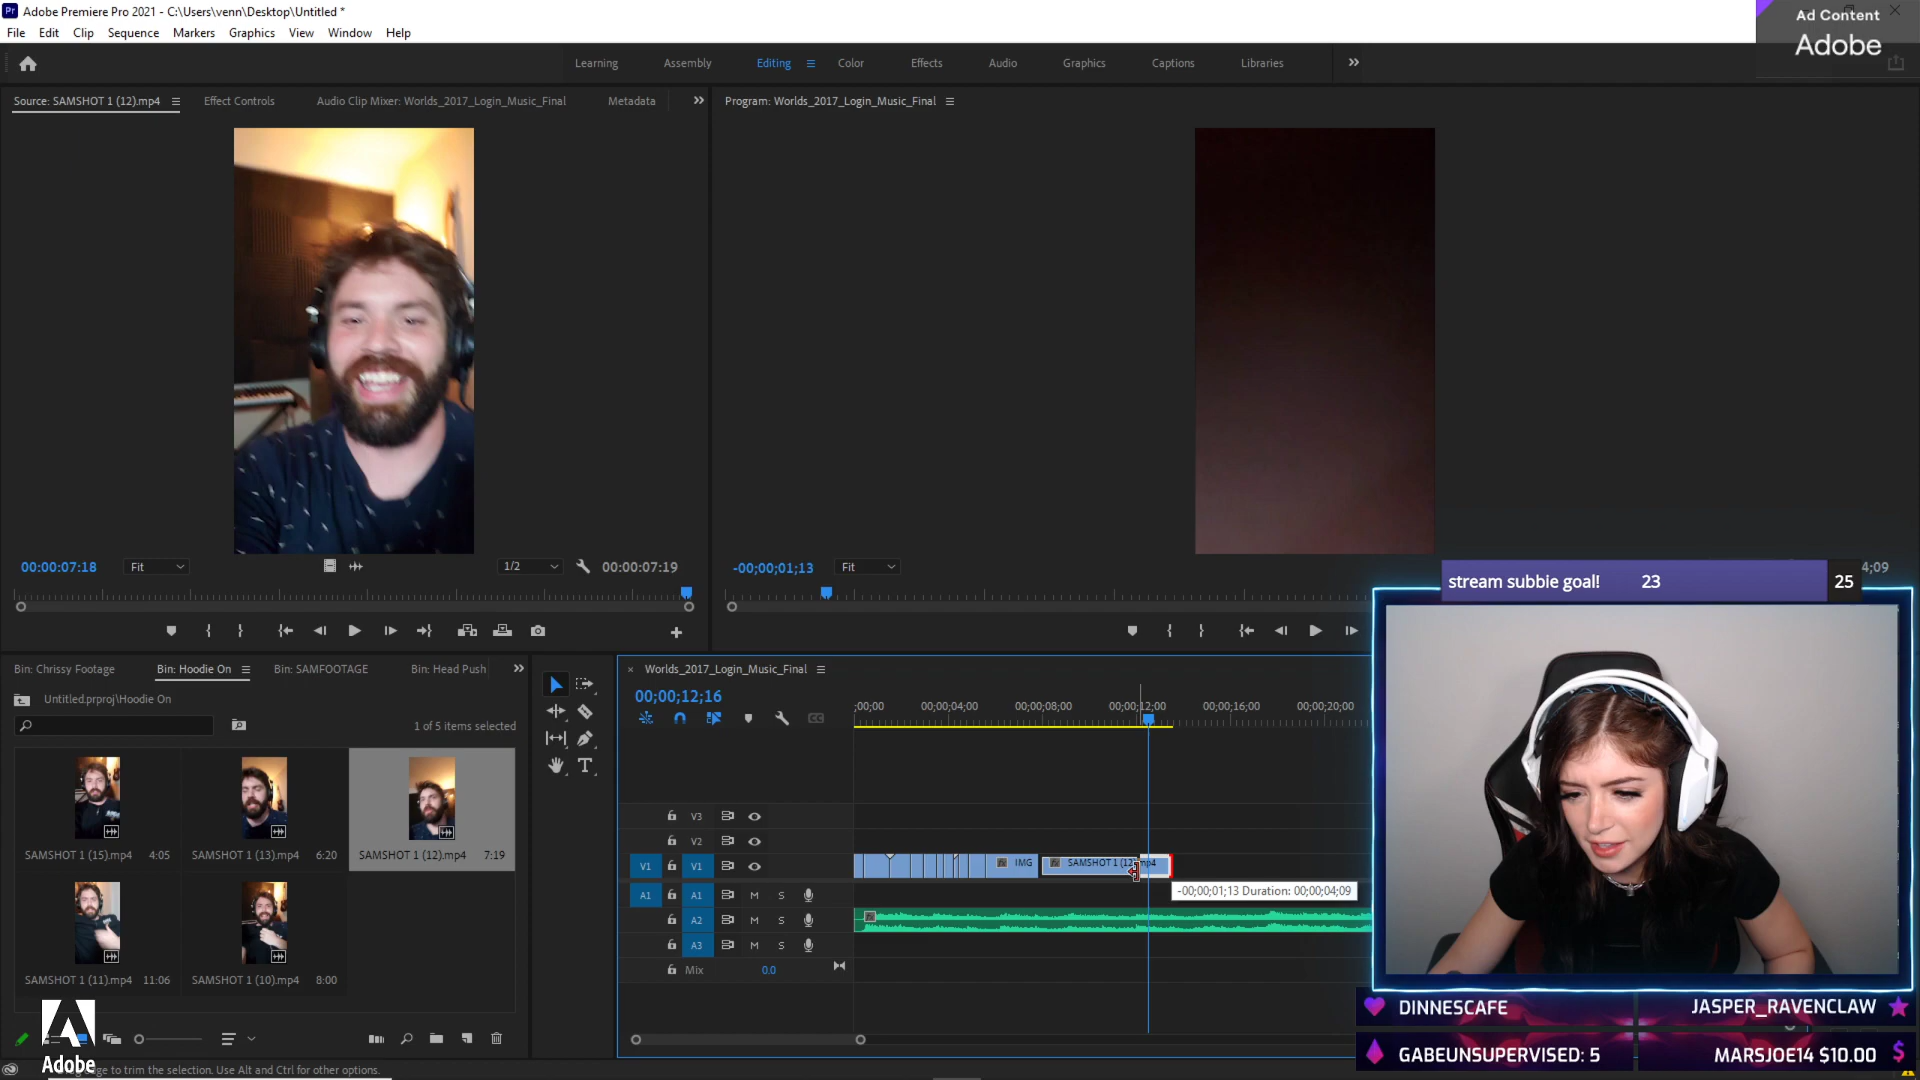 Adobe Premiere Pro 2021 - C:\Users\venn\Desktop\Untitled *
File Edit Clip Sequence Markers Graphics View Window Help
Ad Content
Adobe
Learning Assembly Editing Color Effects Audio Graphics Captions Libraries
Source: SAMSHOT 1 (12).mp4 Effect Controls Audio Clip Mixer: Worlds_2017_Login_Music_Final Metadata
Program: Worlds_2017_Login_Music_Final
00:00:07:18 Fit 1/2 00:00:07:19
-00;00;01;13 Fit 4;09
stream subbie goal! 23 25
Bin: Chrissy Footage Bin: Hoodie On Bin: SAMFOOTAGE Bin: Head Push
Untitled.prproj\Hoodie On
1 of 5 items selected
SAMSHOT 1 (15).mp4 4:05 SAMSHOT 1 (13).mp4 6:20 SAMSHOT 1 (12).mp4 7:19
SAMSHOT 1 (11).mp4 11:06 SAMSHOT 1 (10).mp4 8:00
Worlds_2017_Login_Music_Final
00;00;12;16
;00;00 00;00;04;00 00;00;08;00 00;00;12;00 00;00;16;00 00;00;20;00
V3
V2
V1 V1 IMG SAMSHOT 1 (12).mp4
-00;00;01;13 Duration: 00;00;04;09
A1 A1 M S
A2 M S
A3 M S
Mix 0.0
Adobe
edge to trim the selection. Use Alt and Ctrl for other options.
DINNESCAFE JASPER_RAVENCLAW
GABEUNSUPERVISED: 5 MARSJOE14 $10.00